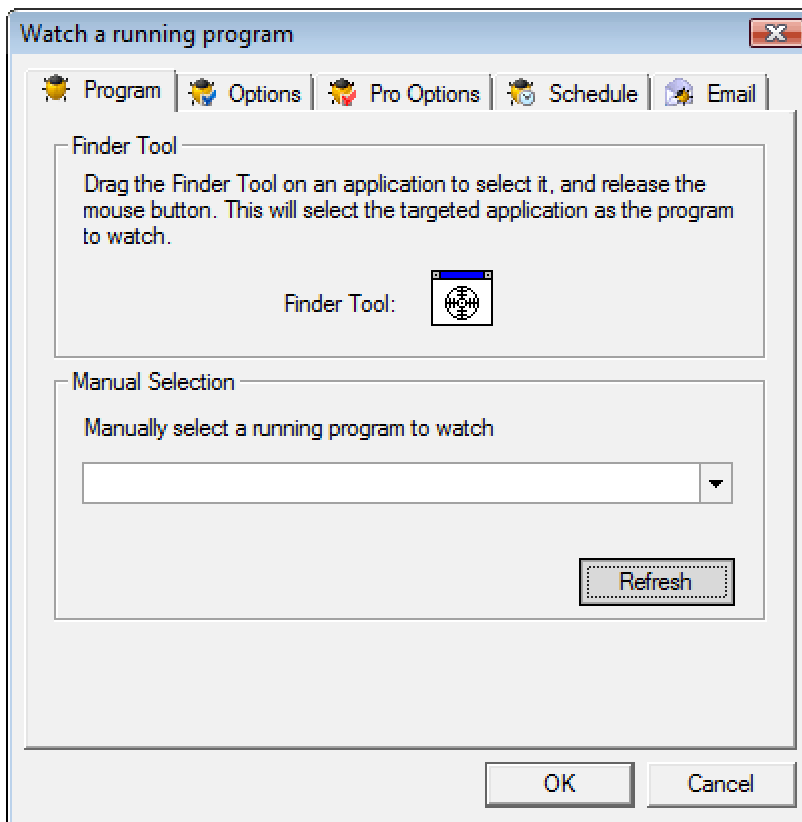 Watch a running program
Program
Options
Pro Options
Schedule
Email
Finder Tool
Drag the Finder Tool on an application to select it, and release the
mouse button. This will select the targeted application as the program
to watch.
Finder Tool:
Manual Selection
Manually select a running program to watch
Refresh
OK
Cancel